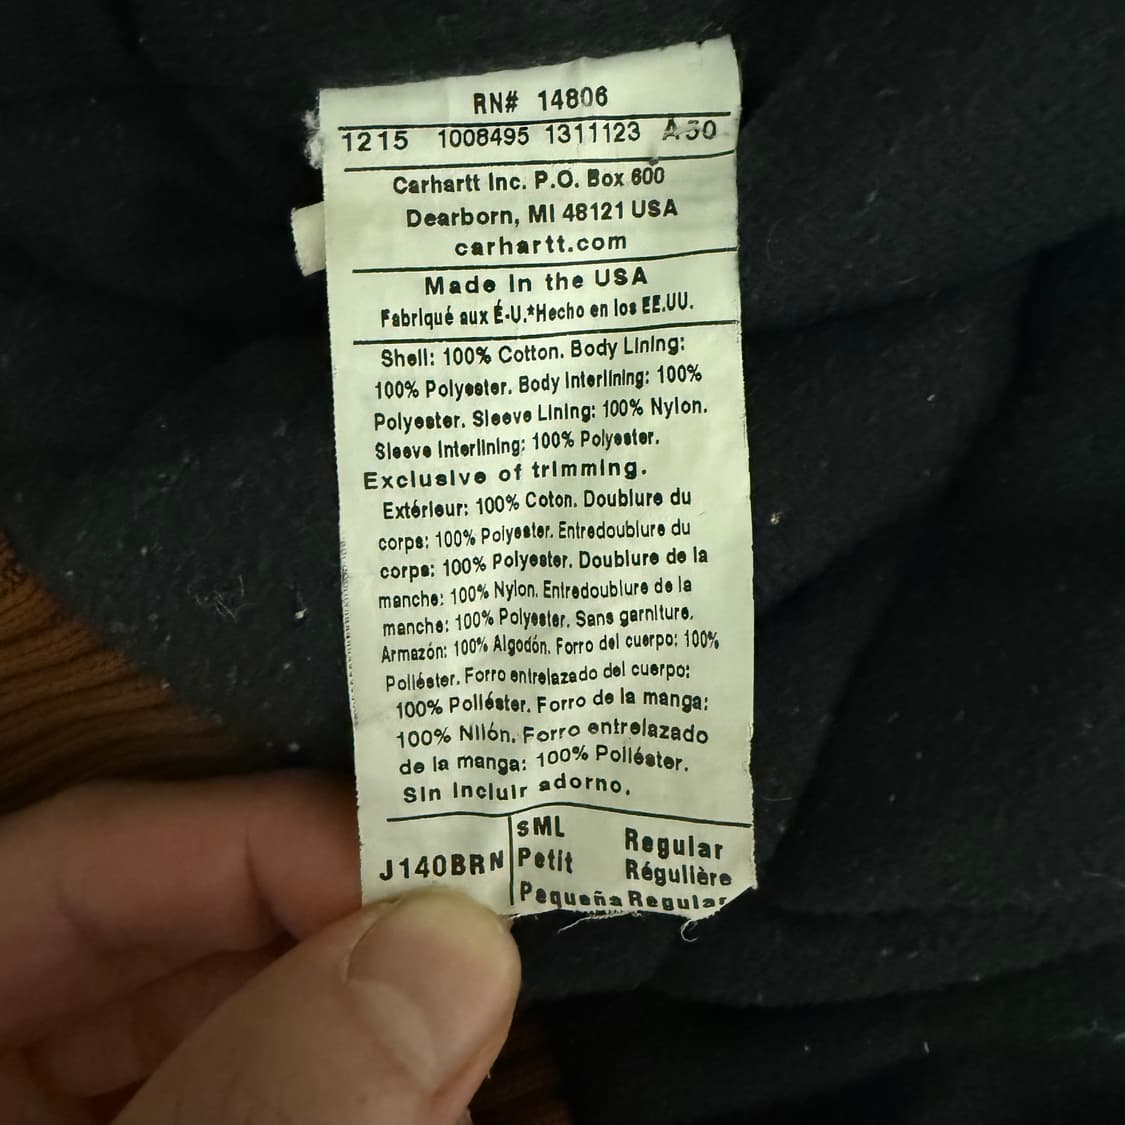 RN# 14806
1215 1008495 1311123 A50
Carhartt Inc. P.O. Box 600
Dearborn, MI 48121 USA
carhartt.com
Made In the USA
Fabriqué aux É-U.*Hecho en los EE.UU.
Shell: 100% Cotton. Body Lining:
100% Polyester. Body Interlining: 100%
Polyester. Sleeve Lining: 100% Nylon.
Sleeve Interlining: 100% Polyester.
Exclusive of trimming.
Extérieur: 100% Coton. Doublure du
corps: 100% Polyester. Entredoublure du
corps: 100% Polyester. Doublure de la
manche: 100% Nylon. Entredoublure de la
manche: 100% Polyester. Sans garniture.
Armazón: 100% Algodón. Forro del cuerpo: 100%
Poliéster. Forro entrelazado del cuerpo:
100% Poliéster. Forro de la manga:
100% Nilón. Forro entrelazado
de la manga: 100% Poliéster.
Sin Incluir adorno.
J140BRN
SML Regular
Petit Régulière
Pequeña Regular